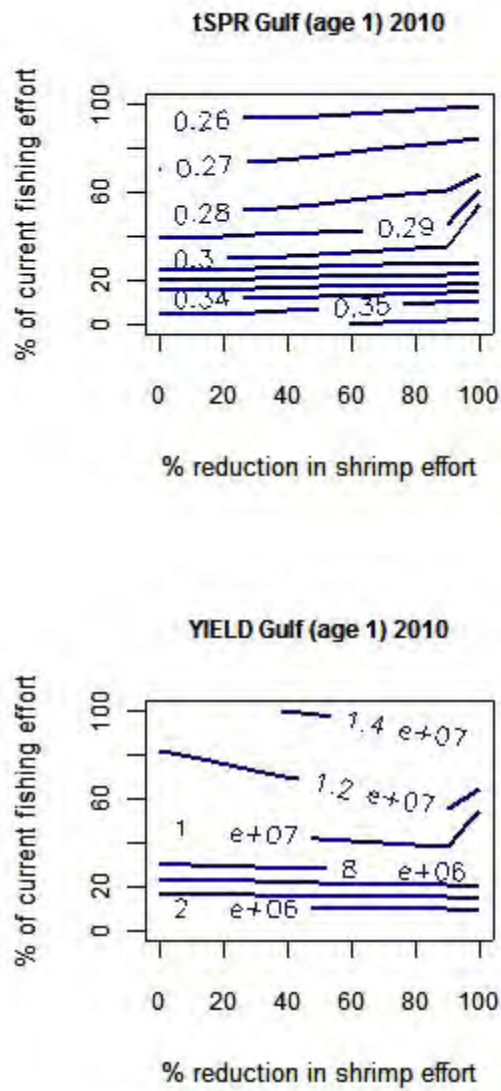 tSPR Gulf (age 1) 2010
% of current fishing effort
100
60
20
0
0.26
0.27
0.28
0.29
0.3
0.34
0.35
0 20 40 60 80 100
% reduction in shrimp effort
YIELD Gulf (age 1) 2010
% of current fishing effort
100
60
20
0
1.4 e+07
1.2 e+07
1 e+07
8 e+06
2 e+06
0 20 40 60 80 100
% reduction in shrimp effort